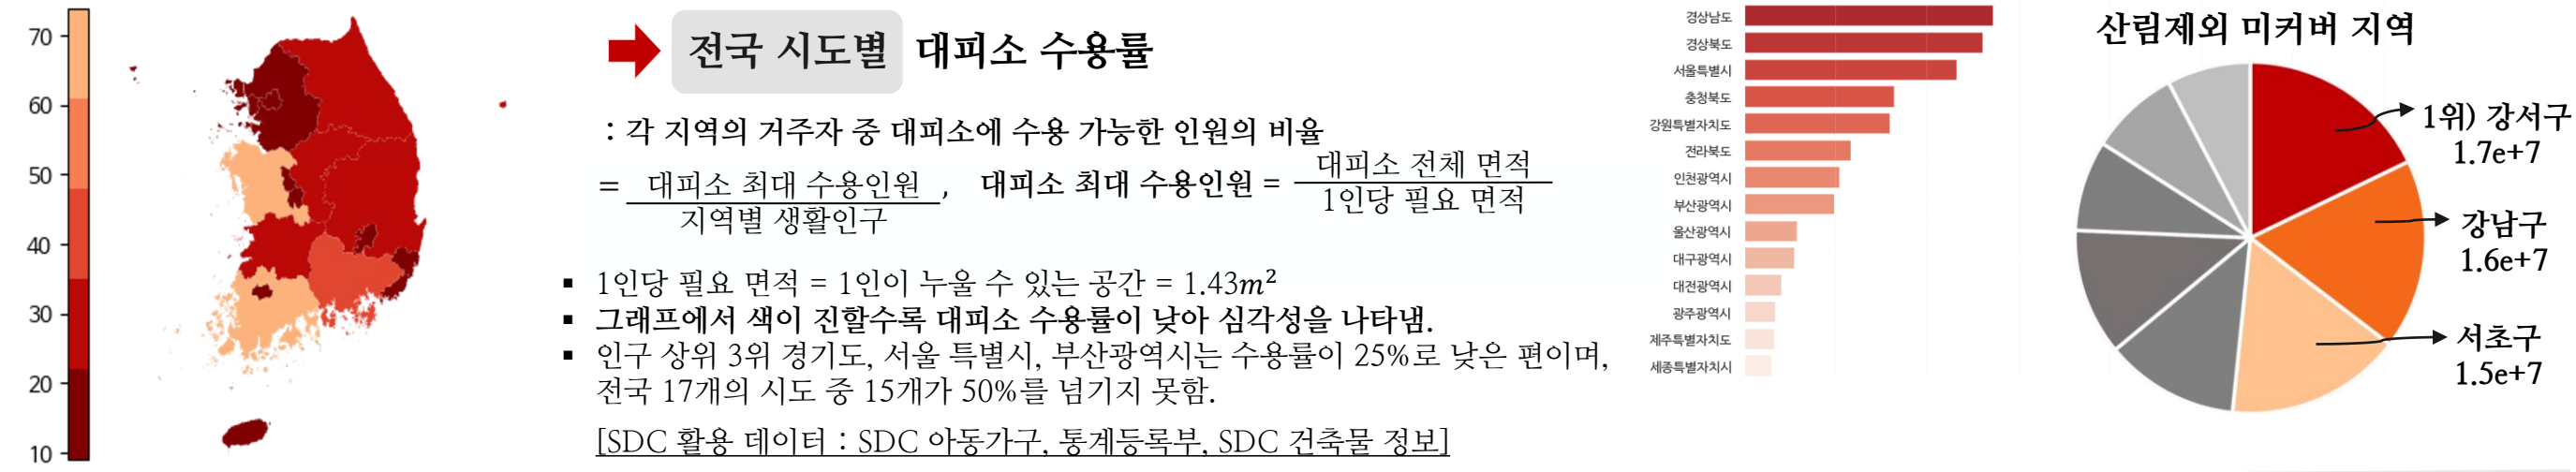 70
60
50
40
30
20
10
전국 시도별 대피소 수용률
: 각 지역의 거주자 중 대피소에 수용 가능한 인원의 비율
= 대피소 최대 수용인원 / 지역별 생활인구 , 대피소 최대 수용인원 = 대피소 전체 면적 / 1인당 필요 면적
▪ 1인당 필요 면적 = 1인이 누울 수 있는 공간 = 1.43m²
▪ 그래프에서 색이 진할수록 대피소 수용률이 낮아 심각성을 나타냄.
▪ 인구 상위 3위 경기도, 서울 특별시, 부산광역시는 수용률이 25%로 낮은 편이며,
전국 17개의 시도 중 15개가 50%를 넘기지 못함.
[SDC 활용 데이터 : SDC 아동가구, 통계등록부, SDC 건축물 정보]
경상남도
경상북도
서울특별시
충청북도
강원특별자치도
전라북도
인천광역시
부산광역시
울산광역시
대구광역시
대전광역시
광주광역시
제주특별자치도
세종특별자치시
산림제외 미커버 지역
1위) 강서구
1.7e+7
강남구
1.6e+7
서초구
1.5e+7